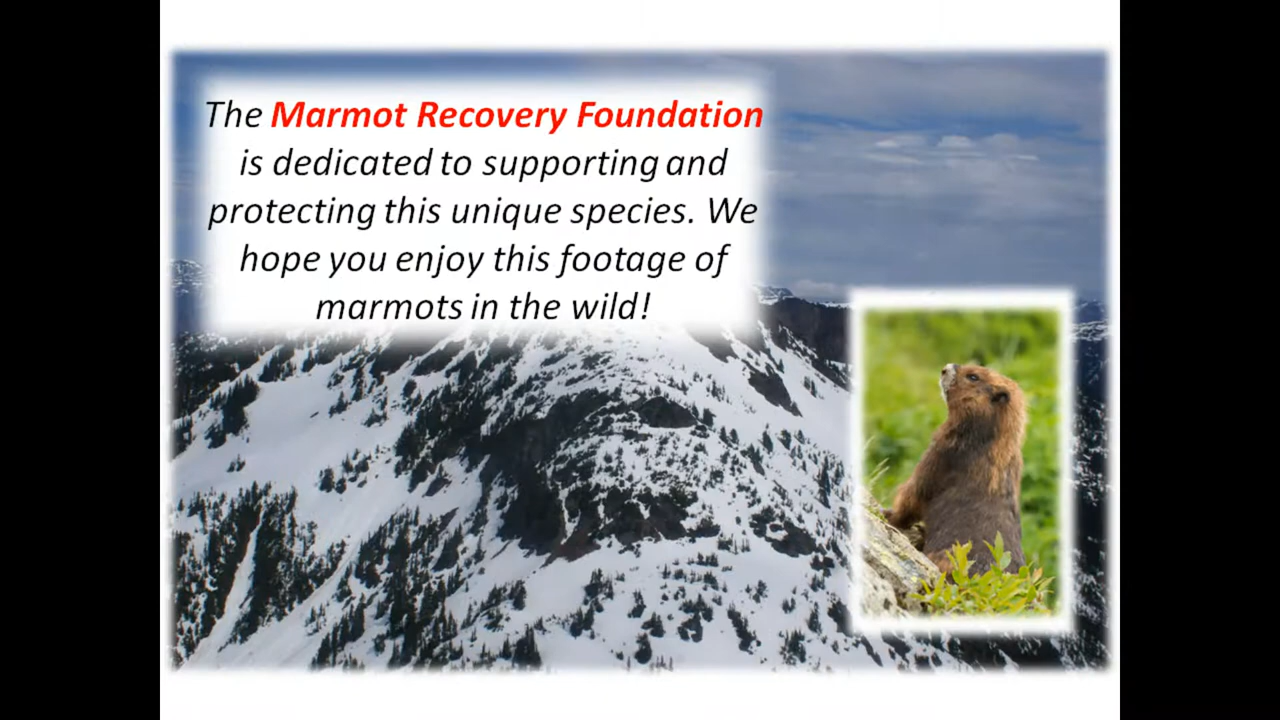 The Marmot Recovery Foundation
is dedicated to supporting and
protecting this unique species. We
hope you enjoy this footage of
marmots in the wild!